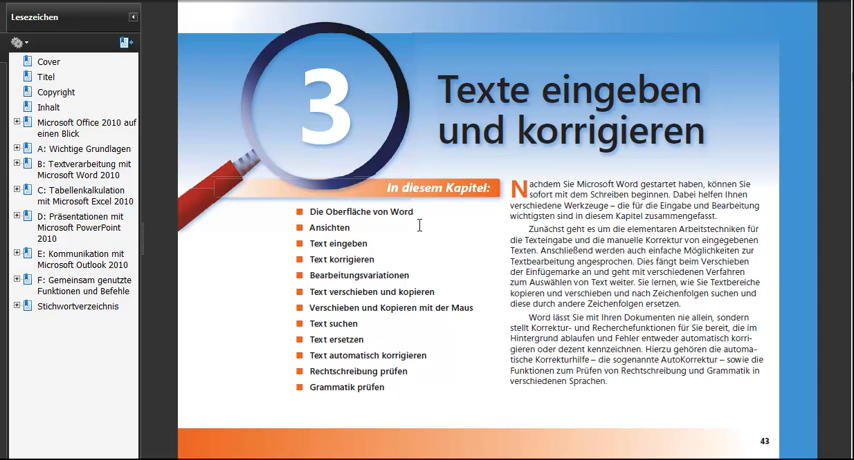 Lesezeichen
Cover
Titel
Copyright
Inhalt
Microsoft Office 2010 auf
einen Blick
A: Wichtige Grundlagen
B: Textverarbeitung mit
Microsoft Word 2010
C: Tabellenkalkulation
mit Microsoft Excel 2010
D: Präsentationen mit
Microsoft PowerPoint
2010
E: Kommunikation mit
Microsoft Outlook 2010
F: Gemeinsam genutzte
Funktionen und Befehle
Stichwortverzeichnis
3
Texte eingeben
und korrigieren
In diesem Kapitel:
Die Oberfläche von Word
Ansichten
Text eingeben
Text korrigieren
Bearbeitungsvariationen
Text verschieben und kopieren
Verschieben und Kopieren mit der Maus
Text suchen
Text ersetzen
Text automatisch korrigieren
Rechtschreibung prüfen
Grammatik prüfen
Nachdem Sie Microsoft Word gestartet haben, können Sie
sofort mit dem Schreiben beginnen. Dabei helfen Ihnen
verschiedene Werkzeuge – die für die Eingabe und Bearbeitung
wichtigsten sind in diesem Kapitel zusammengefasst.
Zunächst geht es um die elementaren Arbeitstechniken für
die Texteingabe und die manuelle Korrektur von eingegebenen
Texten. Anschließend werden auch einfache Möglichkeiten zur
Textbearbeitung angesprochen. Dies fängt beim Verschieben
der Einfügemarke an und geht mit verschiedenen Verfahren
zum Auswählen von Text weiter. Sie lernen, wie Sie Textbereiche
kopieren und verschieben und nach Zeichenfolgen suchen und
diese durch andere Zeichenfolgen ersetzen.
Word lässt Sie mit Ihren Dokumenten nie allein, sondern
stellt Korrektur- und Recherchefunktionen für Sie bereit, die im
Hintergrund ablaufen und Fehler entweder automatisch korri-
gieren oder dezent kennzeichnen. Hierzu gehören die automa-
tische Korrekturhilfe – die sogenannte AutoKorrektur – sowie die
Funktionen zum Prüfen von Rechtschreibung und Grammatik in
verschiedenen Sprachen.
43